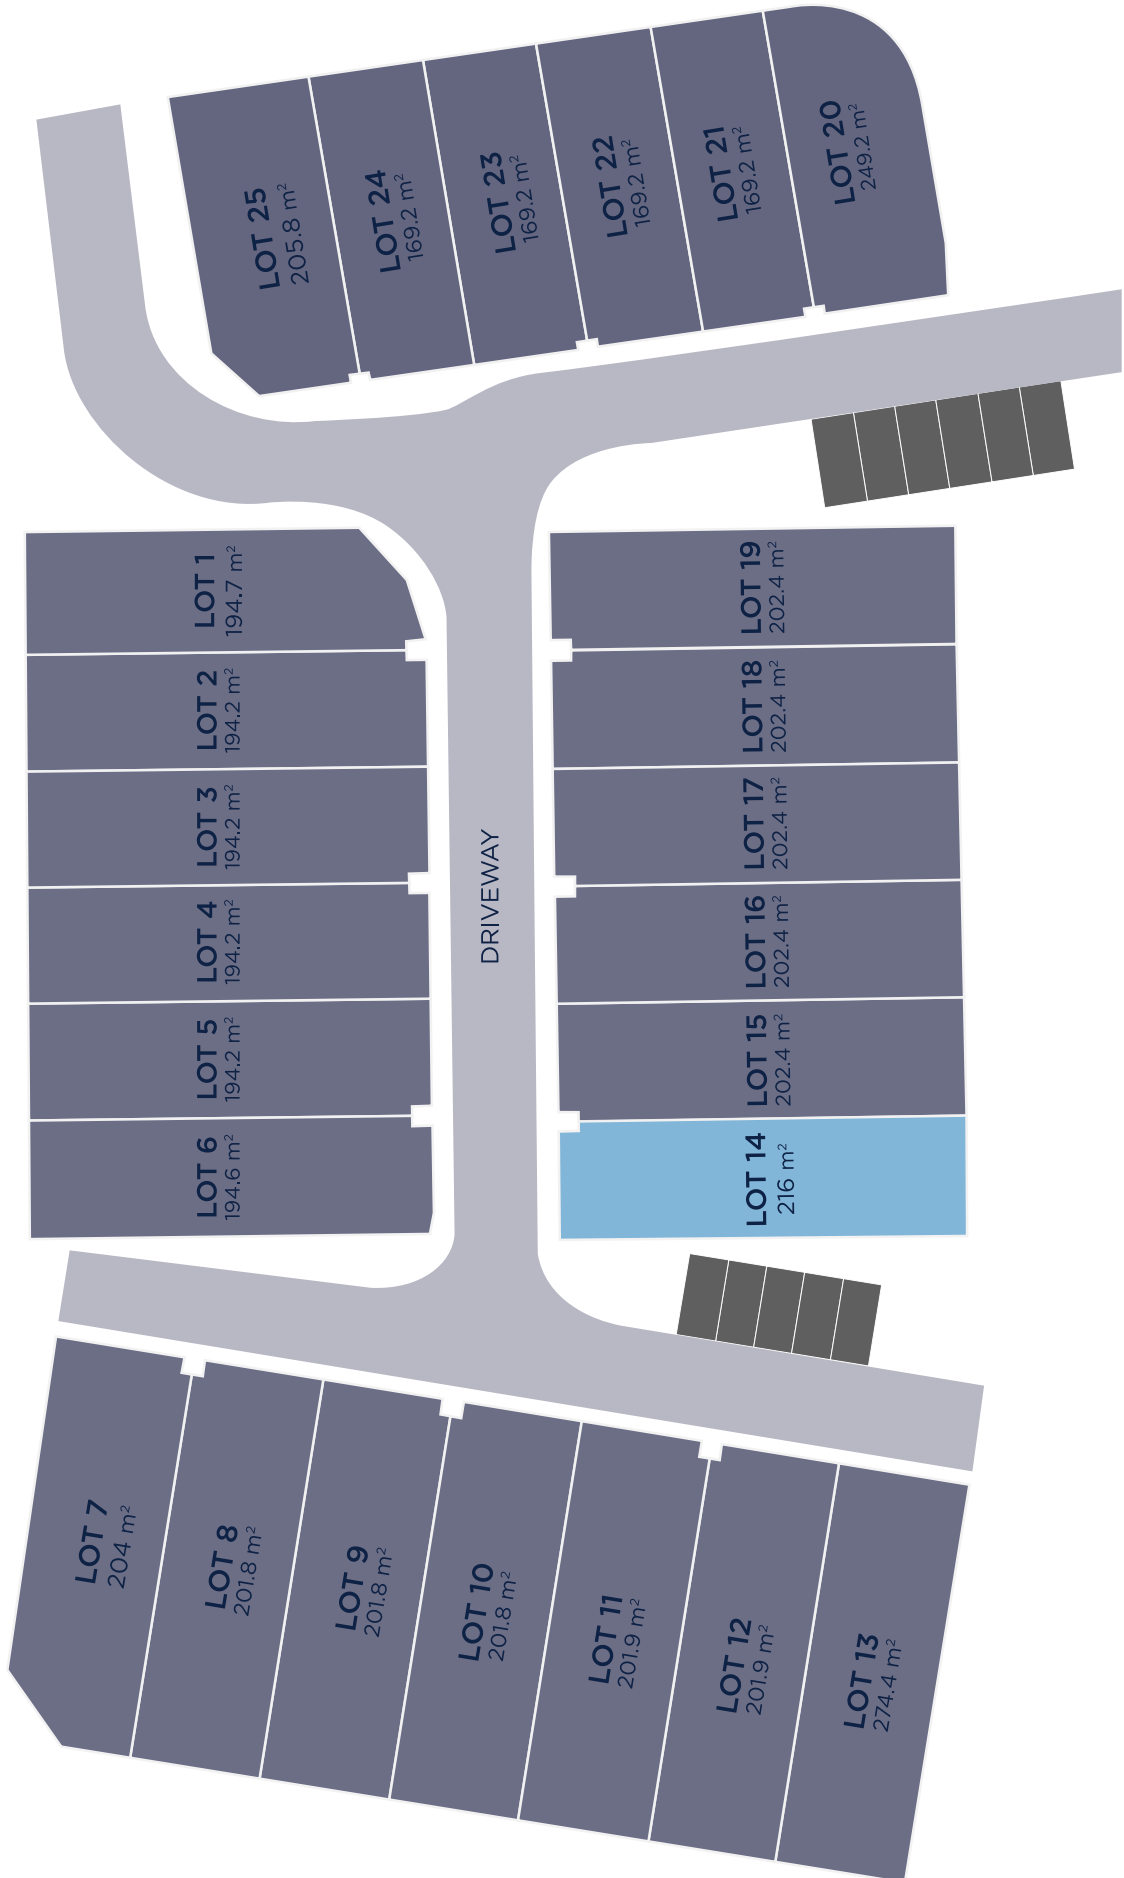 LOT 25
205.8 m²
LOT 24
169.2 m²
LOT 23
169.2 m²
LOT 22
169.2 m²
LOT 21
169.2 m²
LOT 20
249.2 m²
LOT 1
194.7 m²
LOT 2
194.2 m²
LOT 3
194.2 m²
LOT 4
194.2 m²
LOT 5
194.2 m²
LOT 6
194.6 m²
DRIVEWAY
LOT 19
202.4 m²
LOT 18
202.4 m²
LOT 17
202.4 m²
LOT 16
202.4 m²
LOT 15
202.4 m²
LOT 14
216 m²
LOT 7
204 m²
LOT 8
201.8 m²
LOT 9
201.8 m²
LOT 10
201.8 m²
LOT 11
201.9 m²
LOT 12
201.9 m²
LOT 13
274.4 m²